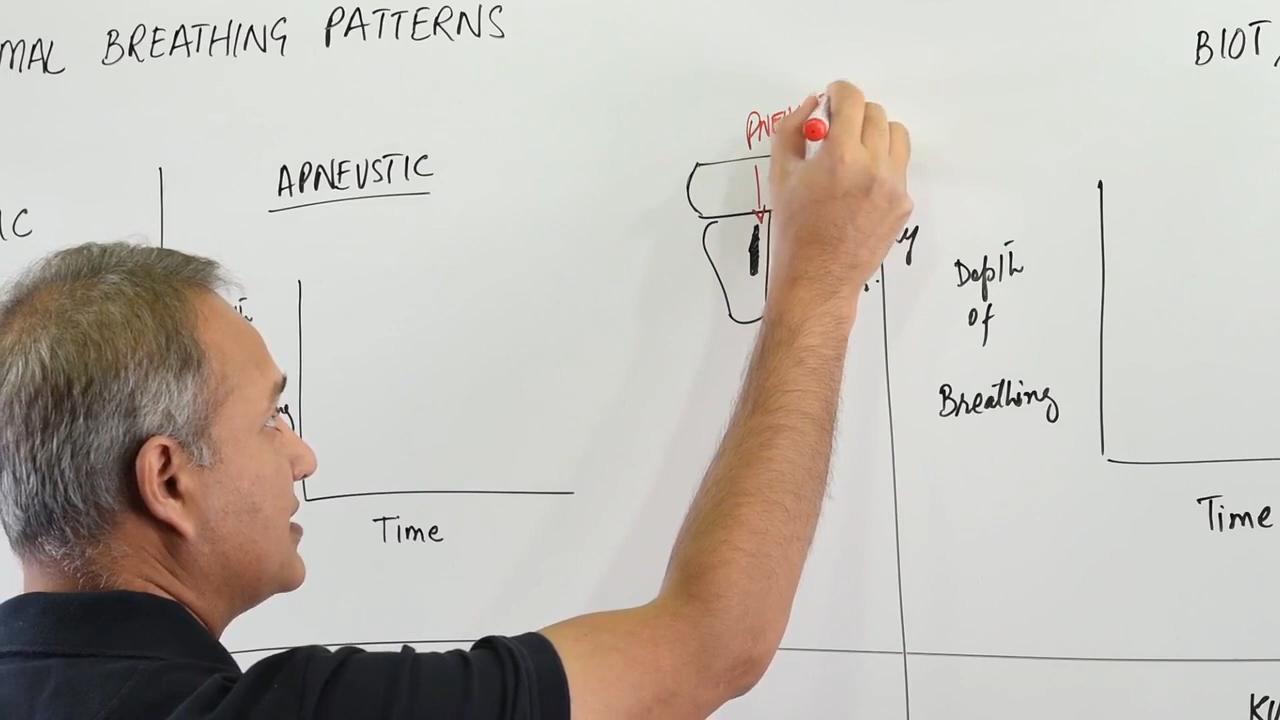 MAL BREATHING PATTERNS
BIOT
APNEUSTIC
IC
Depth
of
Breathing
Time
Time